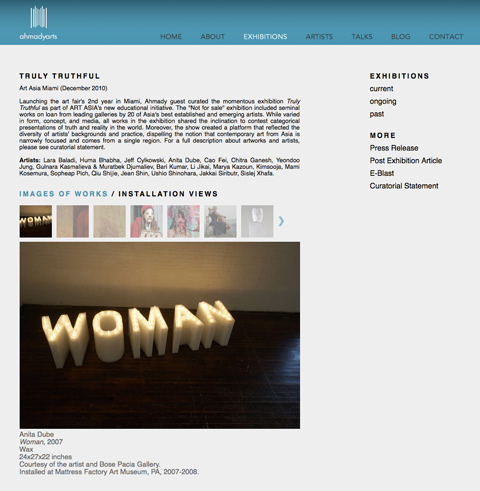 ahmadyarts
HOME ABOUT EXHIBITIONS ARTISTS TALKS BLOG CONTACT
TRULY TRUTHFUL
Art Asia Miami (December 2010)
Launching the art fair's 2nd year in Miami, Ahmady guest curated the momentous exhibition Truly
Truthful as part of ART ASIA's new educational initiative. The "Not for sale" exhibition included seminal
works on loan from leading galleries by 20 of Asia's best established and emerging artists. While varied
in form, concept, and media, all works in the exhibition shared the inclination to contest categorical
presentations of truth and reality in the world. Moreover, the show created a platform that reflected the
diversity of artists' backgrounds and practice, dispelling the notion that contemporary art from Asia is
narrowly focused and comes from a single region. For a full description about artworks and artists,
please see curatorial statement.
Artists: Lara Baladi, Huma Bhabha, Jeff Cylkowski, Anita Dube, Cao Fei, Chitra Ganesh, Yeondoo
Jung, Gulnara Kasmalieva & Muratbek Djumaliev, Bari Kumar, Li Jikai, Marya Kazoun, Kimsooja, Mami
Kosemura, Sopheap Pich, Qiu Shijie, Jean Shin, Ushio Shinohara, Jakkai Siributr, Sislej Xhafa.
IMAGES OF WORKS / INSTALLATION VIEWS
WOMAN
WOMAN
Anita Dube
Woman, 2007
Wax
24x27x22 inches
Courtesy of the artist and Bose Pacia Gallery.
Installed at Mattress Factory Art Museum, PA, 2007-2008.
EXHIBITIONS
current
ongoing
past
MORE
Press Release
Post Exhibition Article
E-Blast
Curatorial Statement